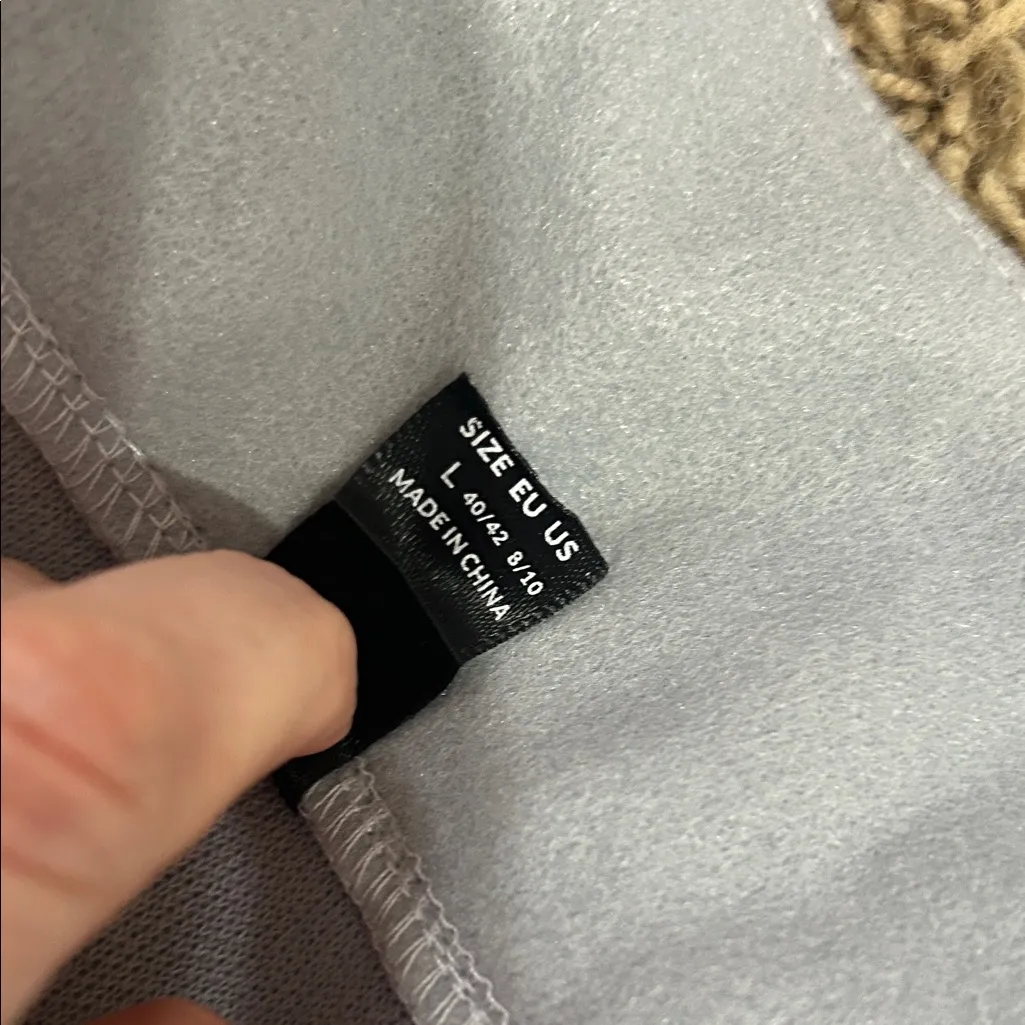 SIZE EU US
L 40/42 8/10
MADE IN CHINA